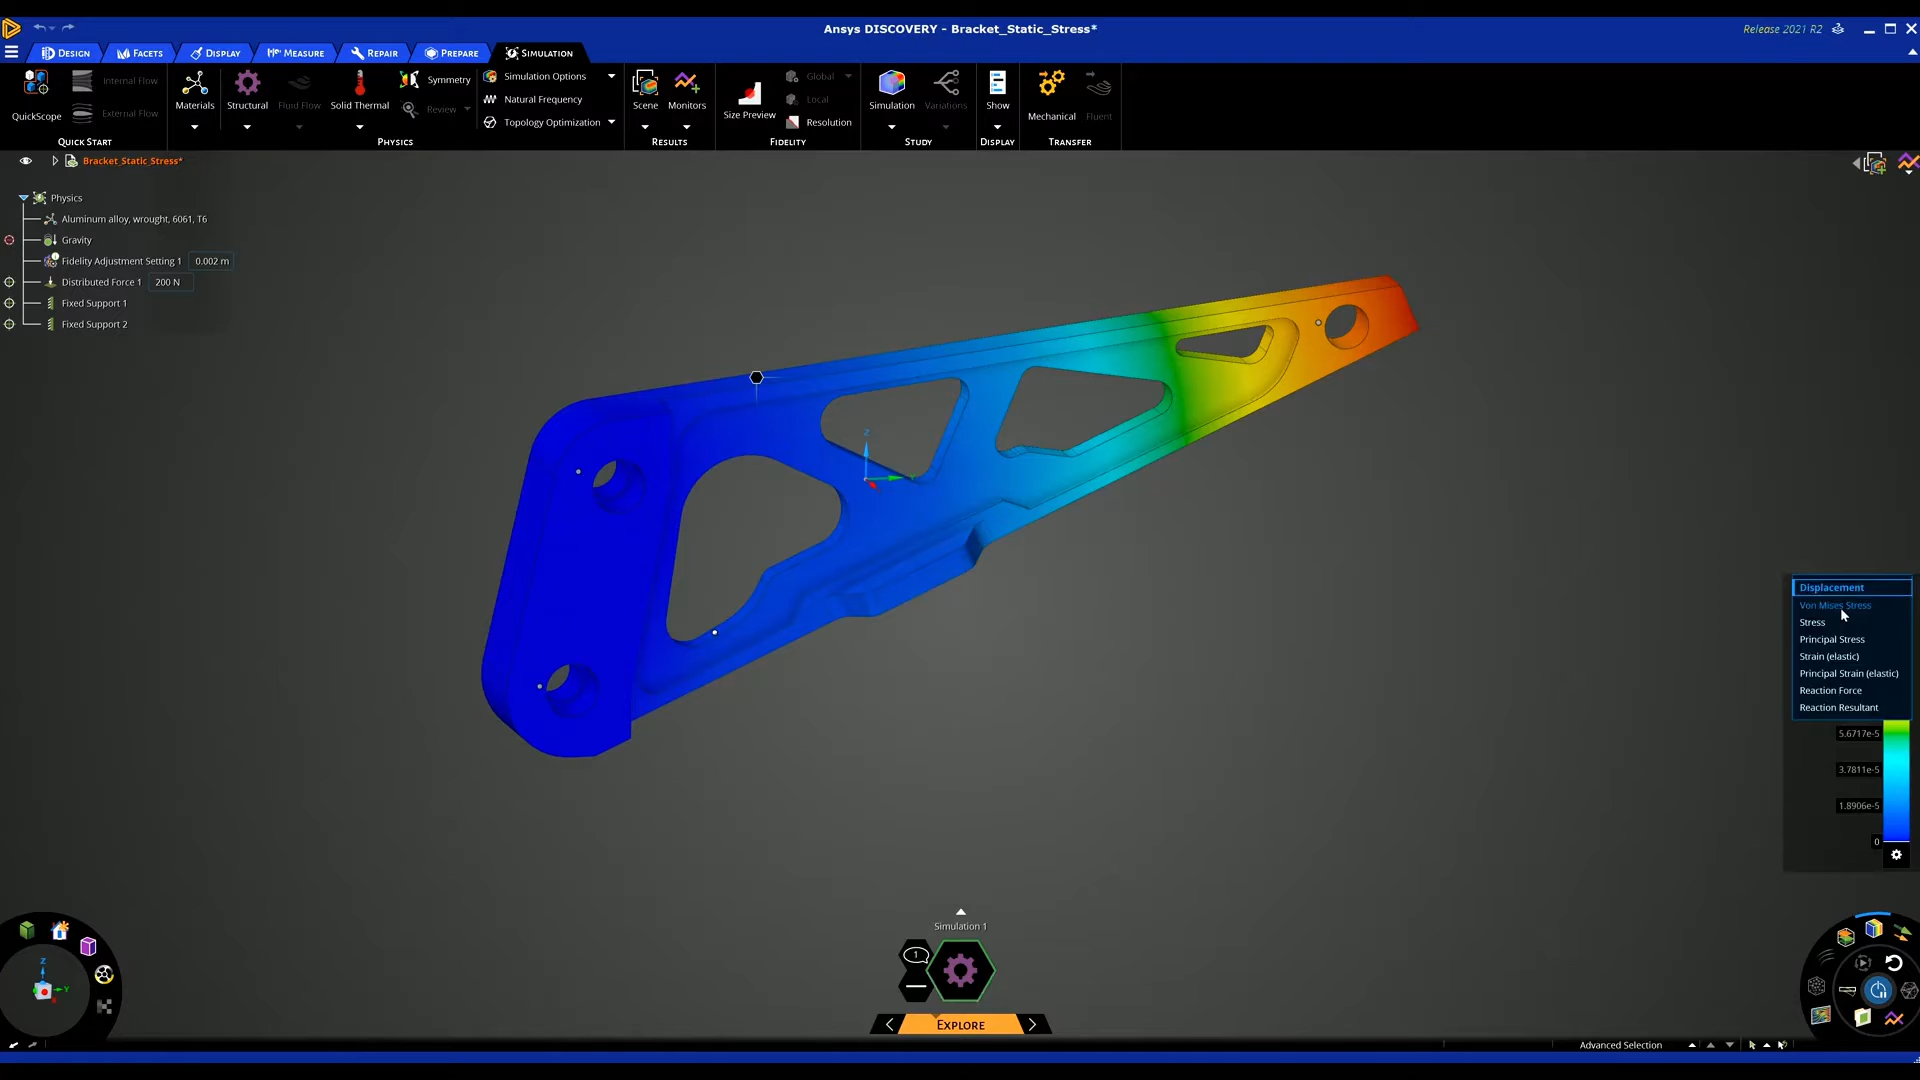 Ansys DISCOVERY - Bracket_Static_Stress*
Release 2021 R2
DESIGN
FACETS
DISPLAY
MEASURE
REPAIR
PREPARE
SIMULATION
QuickScope
Internal Flow
External Flow
QUICK START
Materials
Structural
Fluid Flow
Solid Thermal
Symmetry
Review
Simulation Options
Natural Frequency
Topology Optimization
PHYSICS
Scene
Monitors
RESULTS
Size Preview
Global
Local
Resolution
FIDELITY
Simulation
Variations
STUDY
Show
DISPLAY
Mechanical
Fluent
TRANSFER
Bracket_Static_Stress*
Physics
Aluminum alloy, wrought, 6061, T6
Gravity
Fidelity Adjustment Setting 1 0.002 m
Distributed Force 1 200 N
Fixed Support 1
Fixed Support 2
Z
Displacement
Von Mises Stress
Stress
Principal Stress
Strain (elastic)
Principal Strain (elastic)
Reaction Force
Reaction Resultant
5.6717e-5
3.7811e-5
1.8906e-5
0
Z
Y
Simulation 1
1
EXPLORE
Advanced Selection